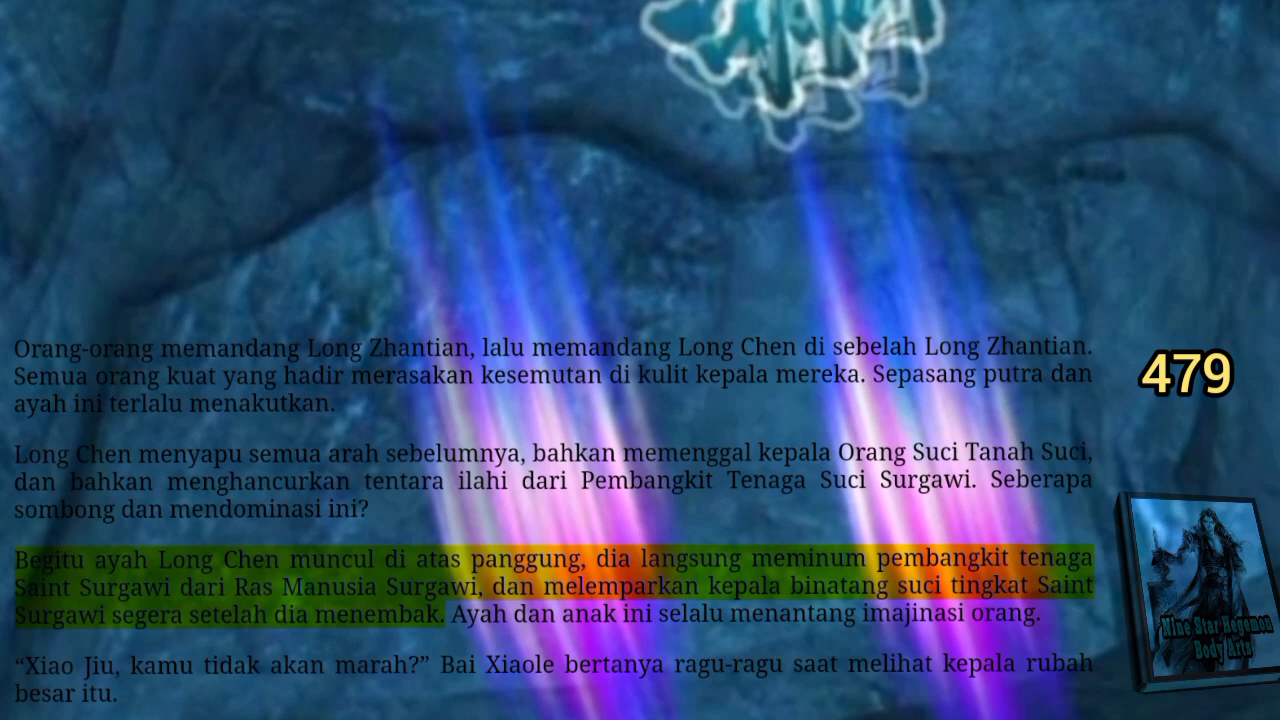 Orang-orang memandang Long Zhantian, lalu memandang Long Chen di sebelah Long Zhantian.
Semua orang kuat yang hadir merasakan kesemutan di kulit kepala mereka. Sepasang putra dan
ayah ini terlalu menakutkan.
Long Chen menyapu semua arah sebelumnya, bahkan memenggal kepala Orang Suci Tanah Suci,
dan bahkan menghancurkan tentara ilahi dari Pembangkit Tenaga Suci Surgawi. Seberapa
sombong dan mendominasi ini?
Begitu ayah Long Chen muncul di atas panggung, dia langsung meminum pembangkit tenaga
Saint Surgawi dari Ras Manusia Surgawi, dan melemparkan kepala binatang suci tingkat Saint
Surgawi segera setelah dia menembak. Ayah dan anak ini selalu menantang imajinasi orang.
“Xiao Jiu, kamu tidak akan marah?” Bai Xiaole bertanya ragu-ragu saat melihat kepala rubah
besar itu.
479
Nine Star Hegemon
Body Arts